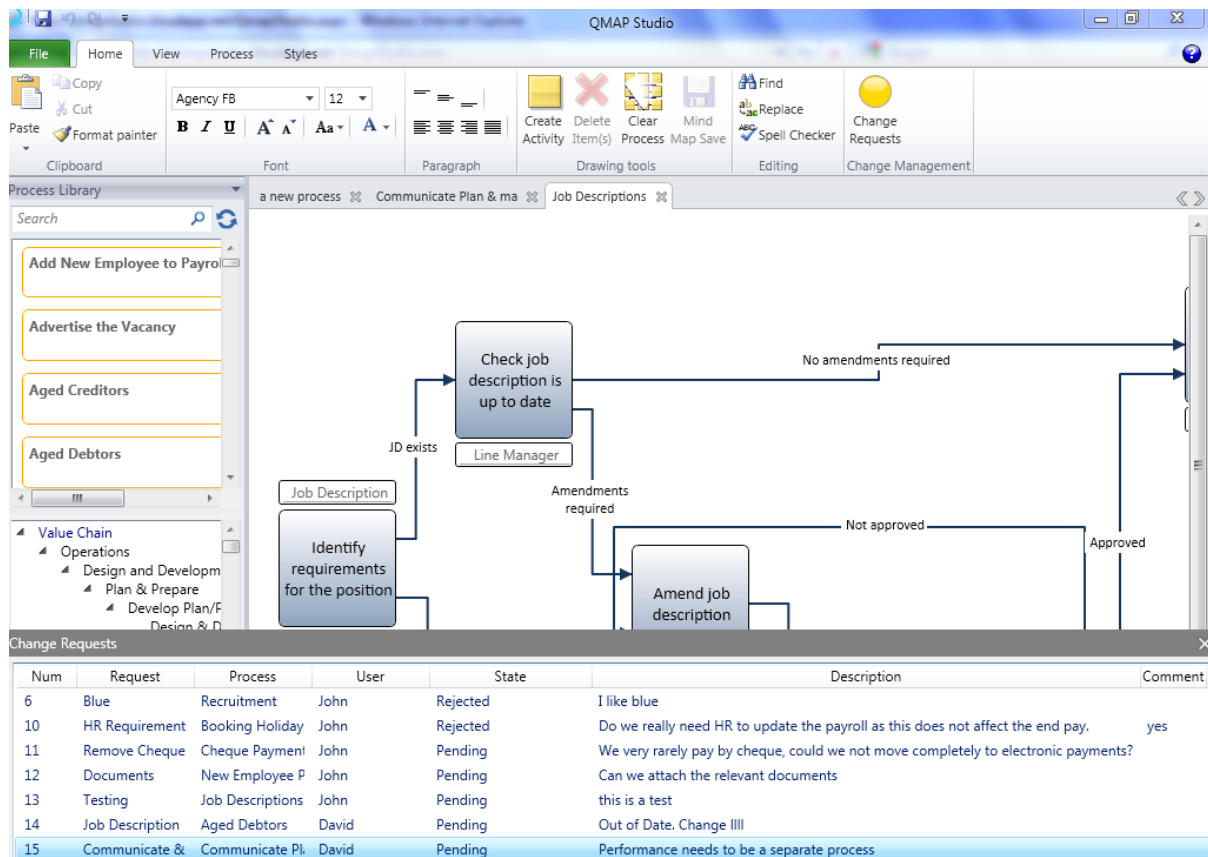 QMAP Studio
File Home View Process Styles
Copy
Cut
Paste
Format painter
Clipboard
Agency FB 12
B I U A A Aa A
Font
Paragraph
Create Activity
Delete Item(s)
Clear Process
Mind Map Save
Drawing tools
Find
Replace
Spell Checker
Editing
Change Requests
Change Management
Process Library
Search
Add New Employee to Payrol
Advertise the Vacancy
Aged Creditors
Aged Debtors
Value Chain
Operations
Design and Developm
Plan & Prepare
Develop Plan/F
Design & D
a new process Communicate Plan & ma Job Descriptions
Check job
description is
up to date
Line Manager
No amendments required
JD exists
Amendments
required
Job Description
Identify
requirements
for the position
Not approved
Approved
Amend job
description
Change Requests
Num Request Process User State Description Comment
6 Blue Recruitment John Rejected I like blue
10 HR Requirement Booking Holiday John Rejected Do we really need HR to update the payroll as this does not affect the end pay. yes
11 Remove Cheque Cheque Payment John Pending We very rarely pay by cheque, could we not move completely to electronic payments?
12 Documents New Employee P John Pending Can we attach the relevant documents
13 Testing Job Descriptions John Pending this is a test
14 Job Description Aged Debtors David Pending Out of Date. Change IIII
15 Communicate & Communicate Pl David Pending Performance needs to be a separate process